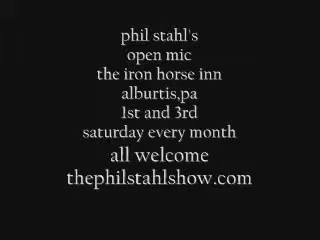 phil stahl's
open mic
the iron horse inn
alburtis,pa
1st and 3rd
saturday every month
all welcome
thephilstahlshow.com